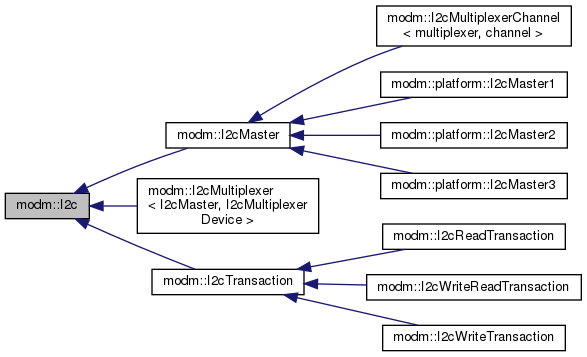 modm::I2cMultiplexerChannel
< multiplexer, channel >
modm::platform::I2cMaster1
modm::I2cMaster
modm::platform::I2cMaster2
modm::platform::I2cMaster3
modm::I2c
modm::I2cMultiplexer
< I2cMaster, I2cMultiplexer
Device >
modm::I2cReadTransaction
modm::I2cTransaction
modm::I2cWriteReadTransaction
modm::I2cWriteTransaction